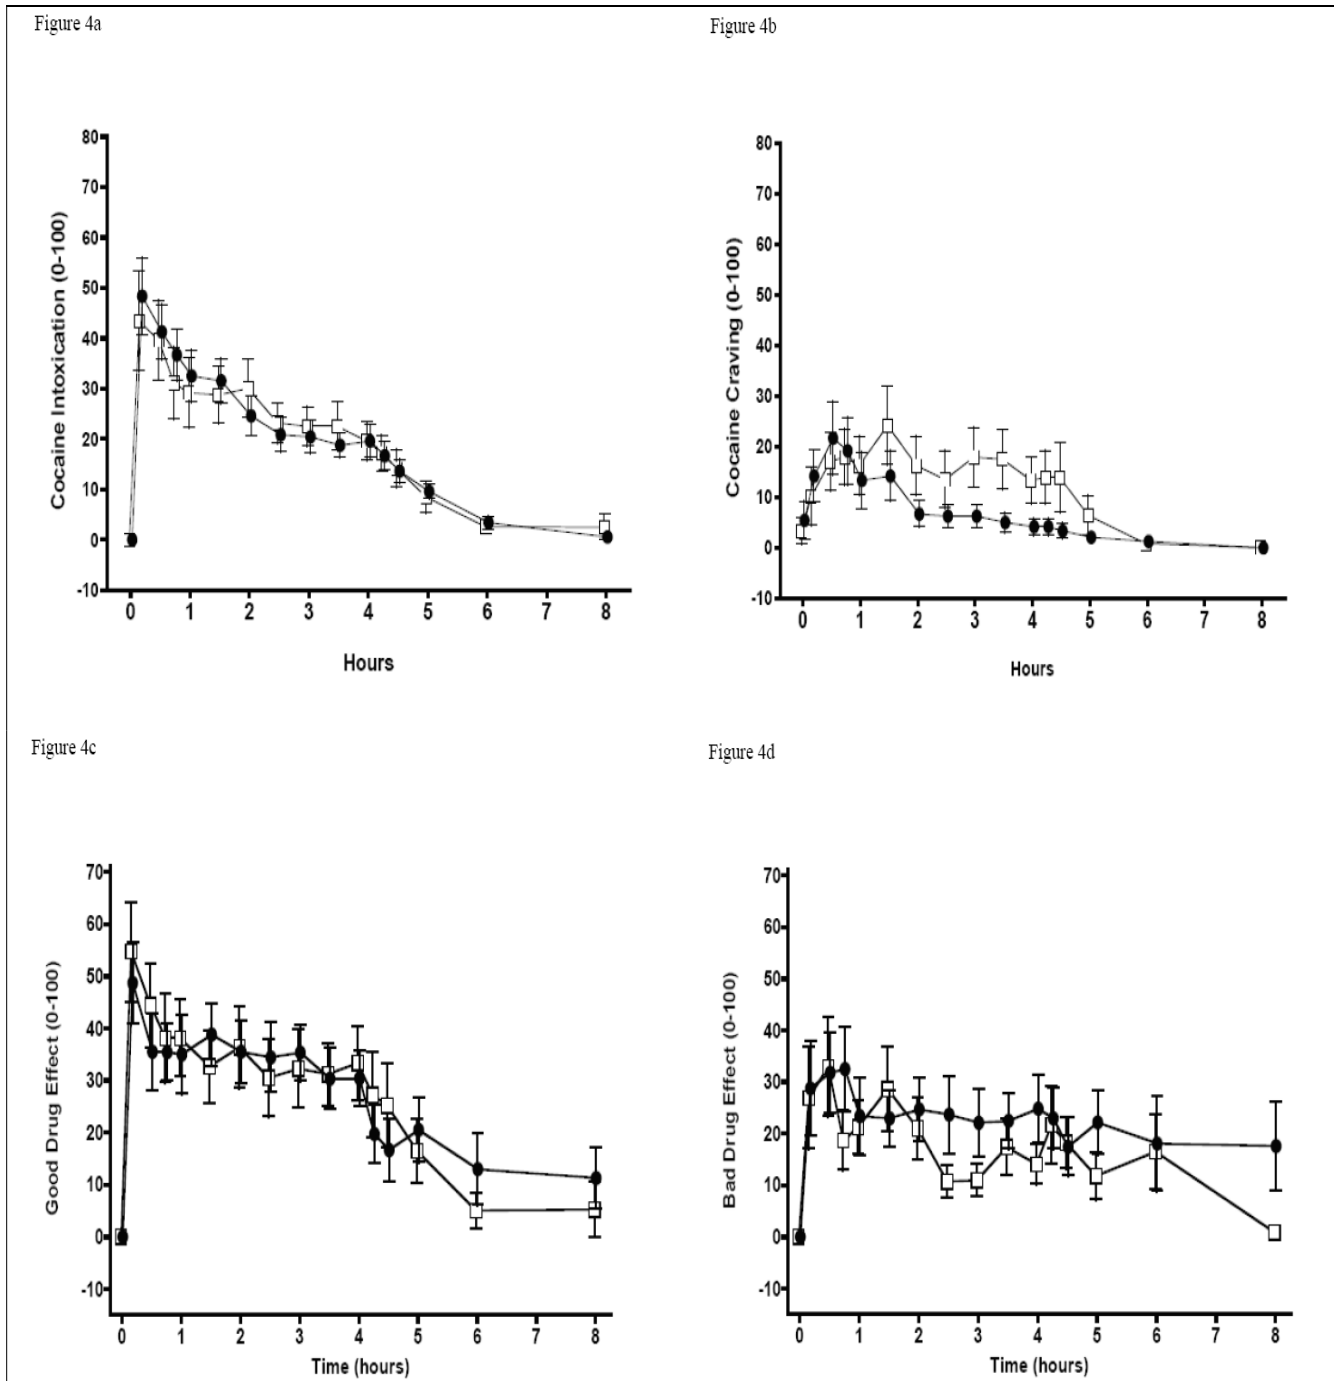 Figure 4a
Cocaine Intoxication (0-100)
80
70
60
50
40
30
20
10
0
-10
0 1 2 3 4 5 6 7 8
Hours
Figure 4b
Cocaine Craving (0-100)
80
70
60
50
40
30
20
10
0
-10
0 1 2 3 4 5 6 7 8
Hours
Figure 4c
Good Drug Effect (0-100)
70
60
50
40
30
20
10
0
-10
0 1 2 3 4 5 6 7 8
Time (hours)
Figure 4d
Bad Drug Effect (0-100)
70
60
50
40
30
20
10
0
-10
0 1 2 3 4 5 6 7 8
Time (hours)